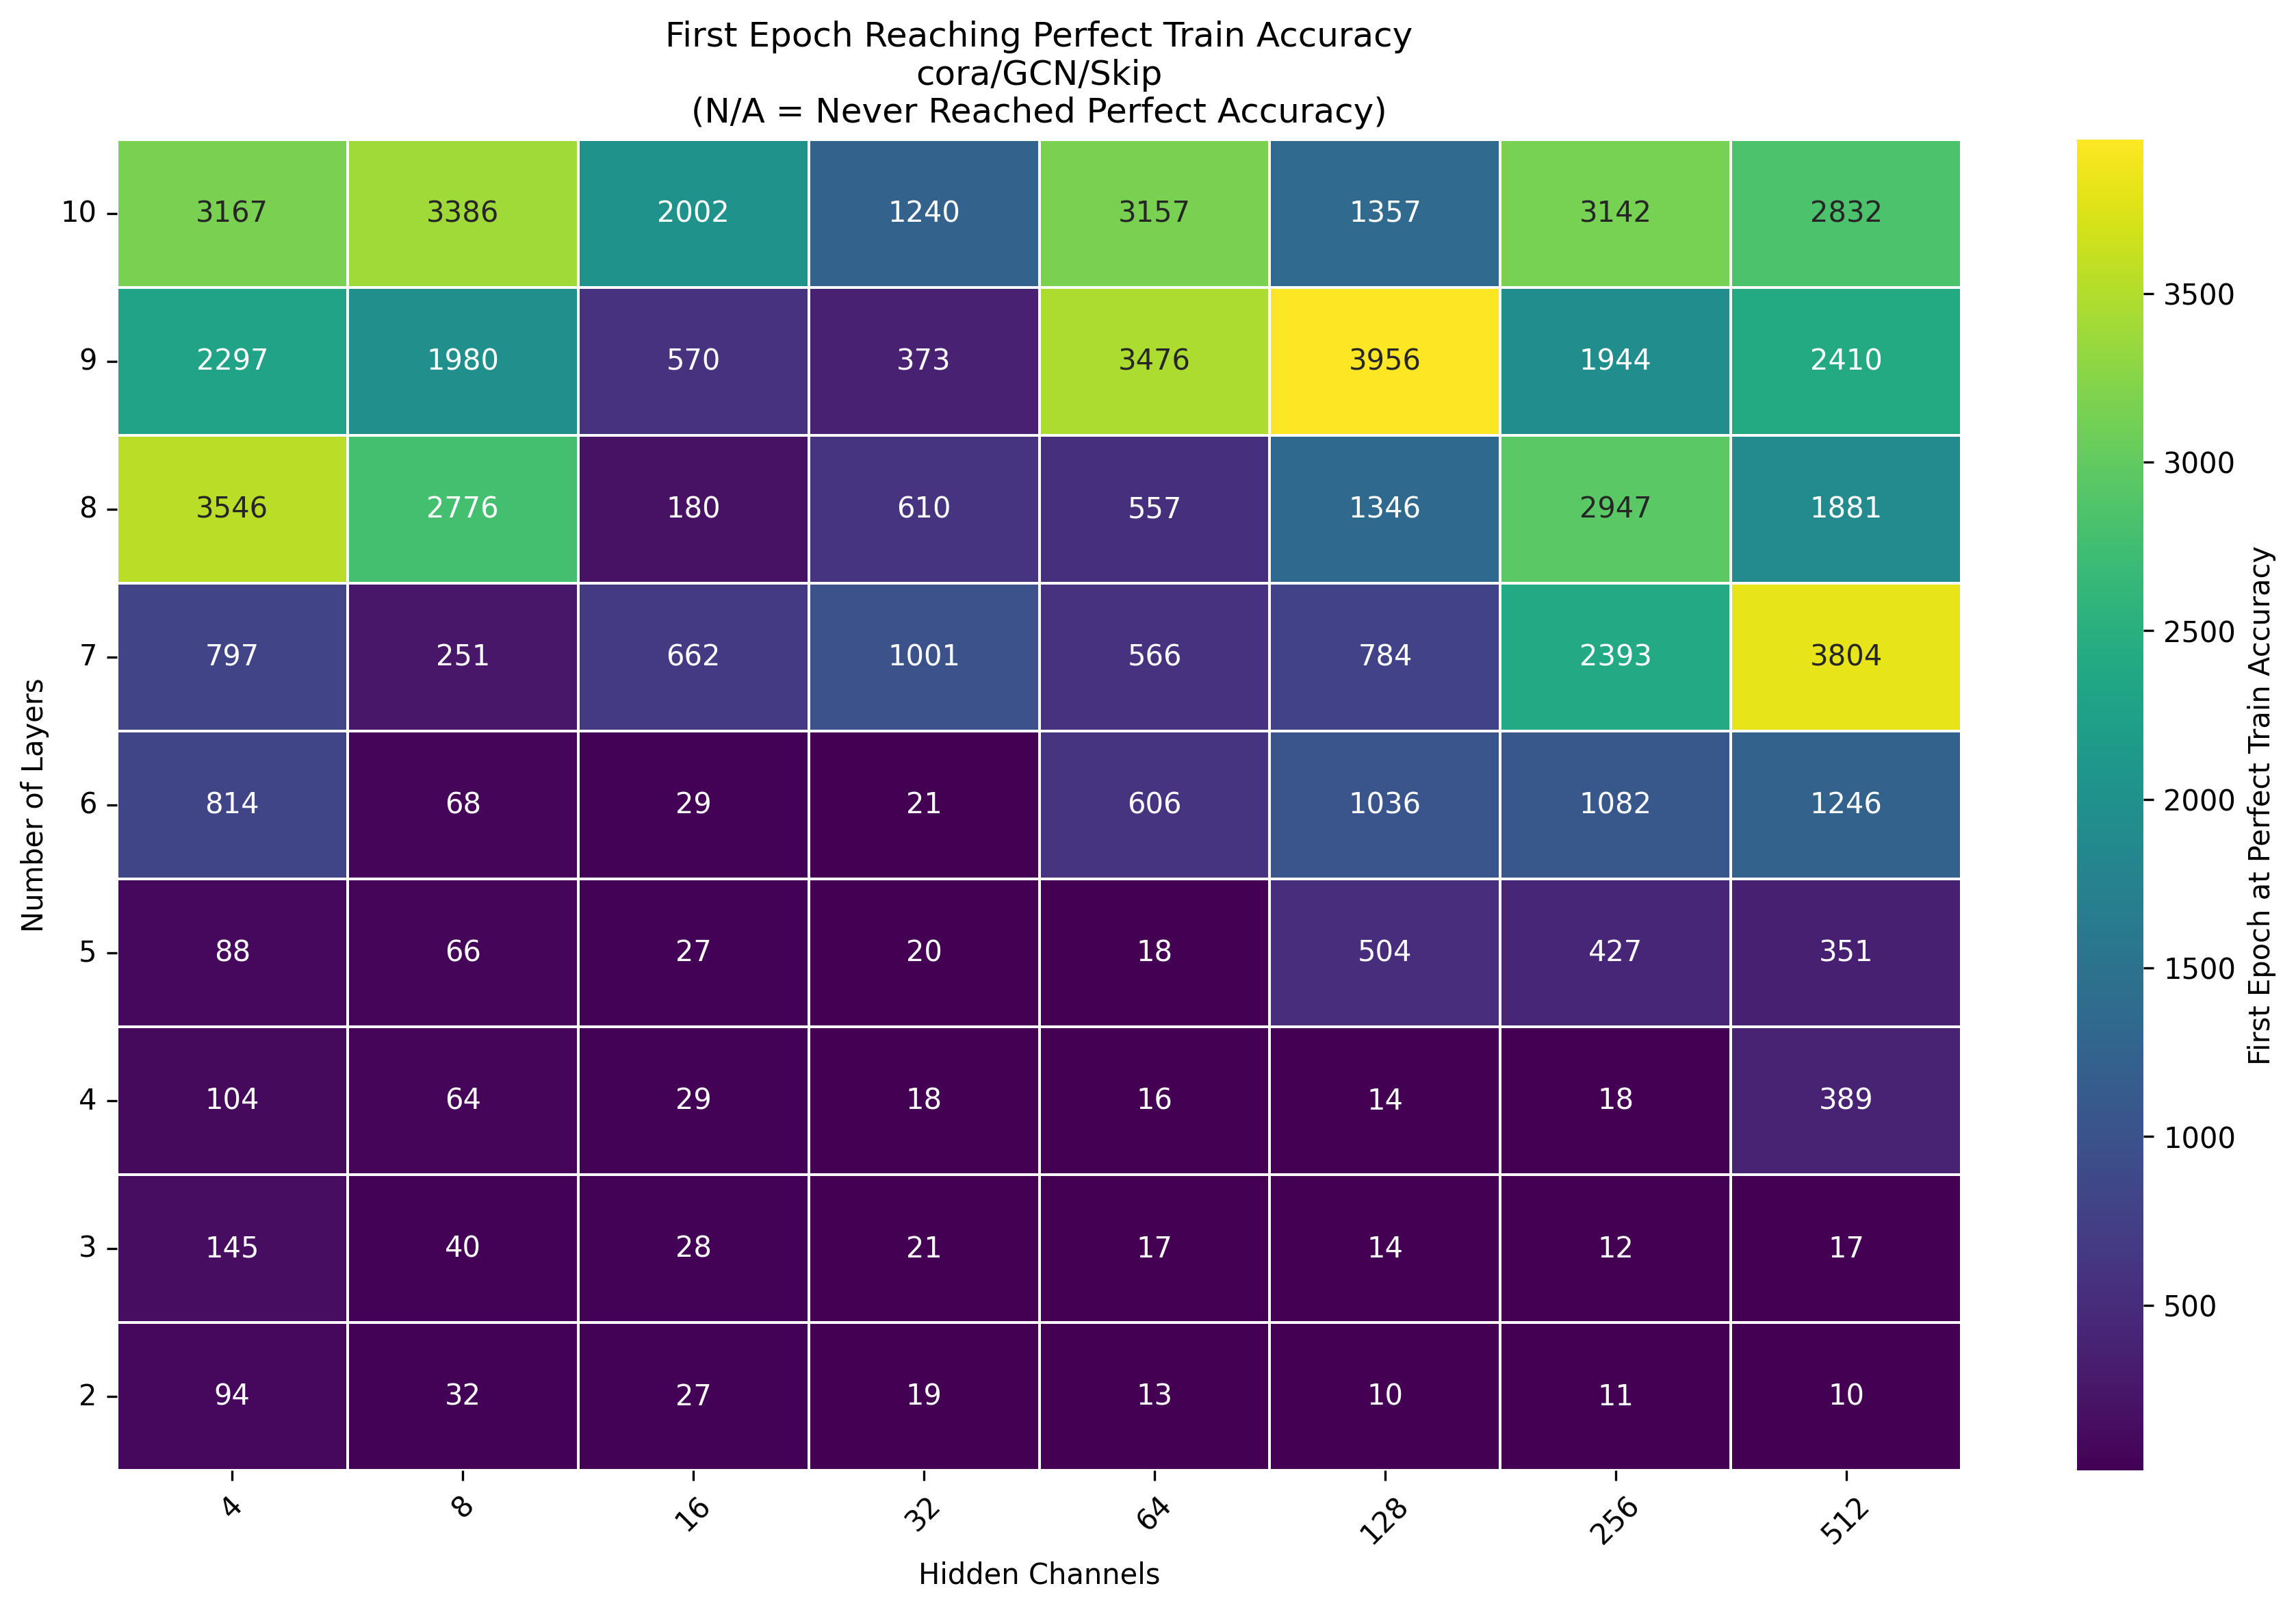 First Epoch Reaching Perfect Train Accuracy
cora/GCN/Skip
(N/A = Never Reached Perfect Accuracy)
10 3167 3386 2002 1240 3157 1357 3142 2832
9 2297 1980 570 373 3476 3956 1944 2410
8 3546 2776 180 610 557 1346 2947 1881
7 797 251 662 1001 566 784 2393 3804
6 814 68 29 21 606 1036 1082 1246
5 88 66 27 20 18 504 427 351
4 104 64 29 18 16 14 18 389
3 145 40 28 21 17 14 12 17
2 94 32 27 19 13 10 11 10
4 8 16 32 64 128 256 512
Hidden Channels
Number of Layers
3500
3000
2500
2000
1500
1000
500
First Epoch at Perfect Train Accuracy